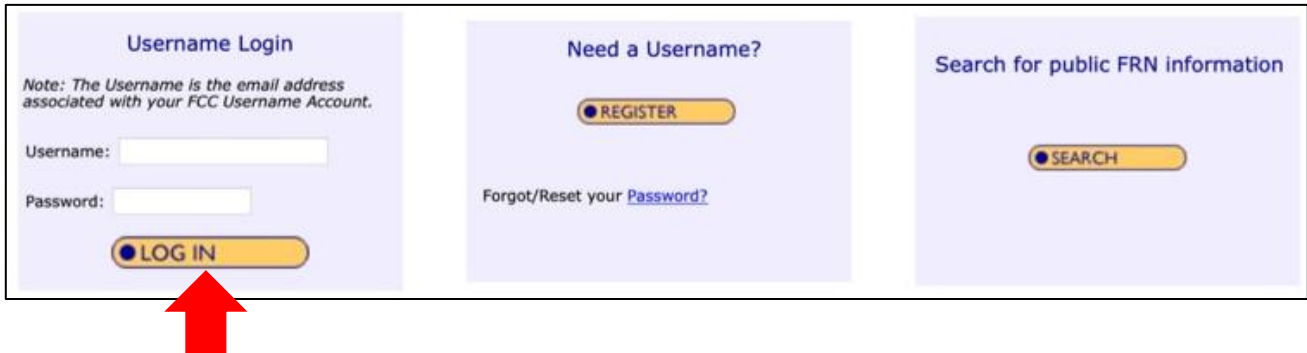 Username Login
Note: The Username is the email address
associated with your FCC Username Account.
Username:
Password:
LOG IN
Need a Username?
REGISTER
Forgot/Reset your Password?
Search for public FRN information
SEARCH